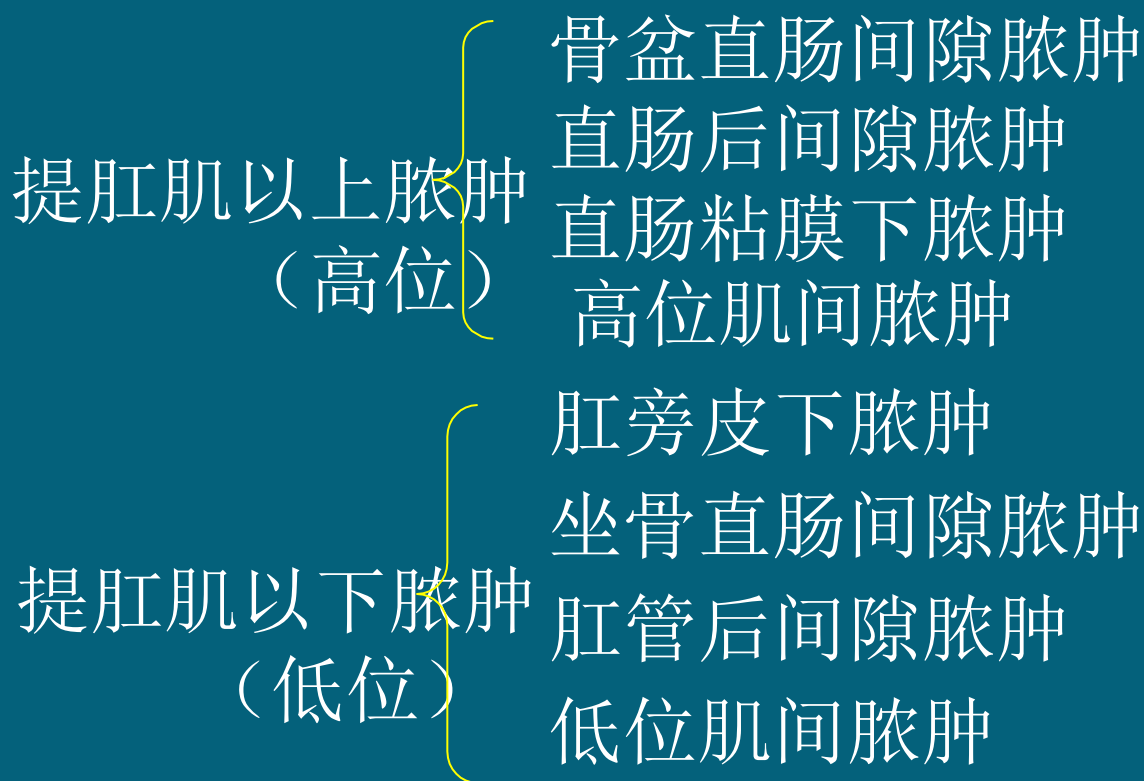 提肛肌以上脓肿
（高位）
骨盆直肠间隙脓肿
直肠后间隙脓肿
直肠粘膜下脓肿
高位肌间脓肿
提肛肌以下脓肿
（低位）
肛旁皮下脓肿
坐骨直肠间隙脓肿
肛管后间隙脓肿
低位肌间脓肿